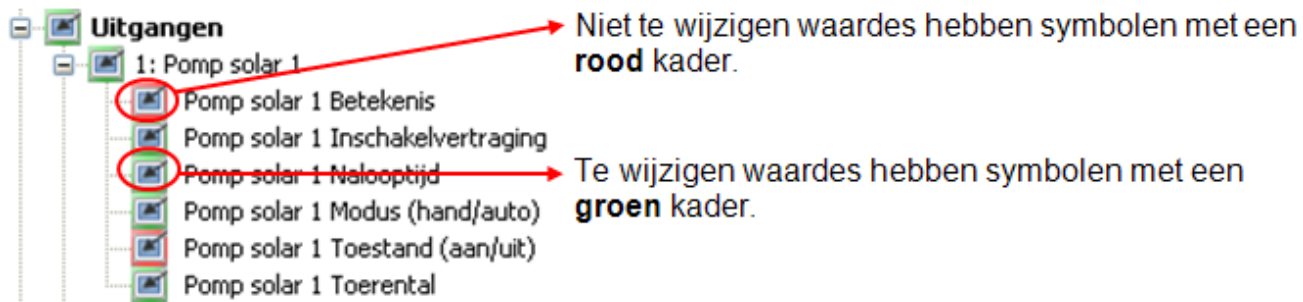 Uitgangen
1: Pomp solar 1
Pomp solar 1 Betekenis
Pomp solar 1 Inschakelvertraging
Pomp solar 1 Nalooptijd
Pomp solar 1 Modus (hand/auto)
Pomp solar 1 Toestand (aan/uit)
Pomp solar 1 Toerental
Niet te wijzigen waardes hebben symbolen met een
rood kader.
Te wijzigen waardes hebben symbolen met een
groen kader.